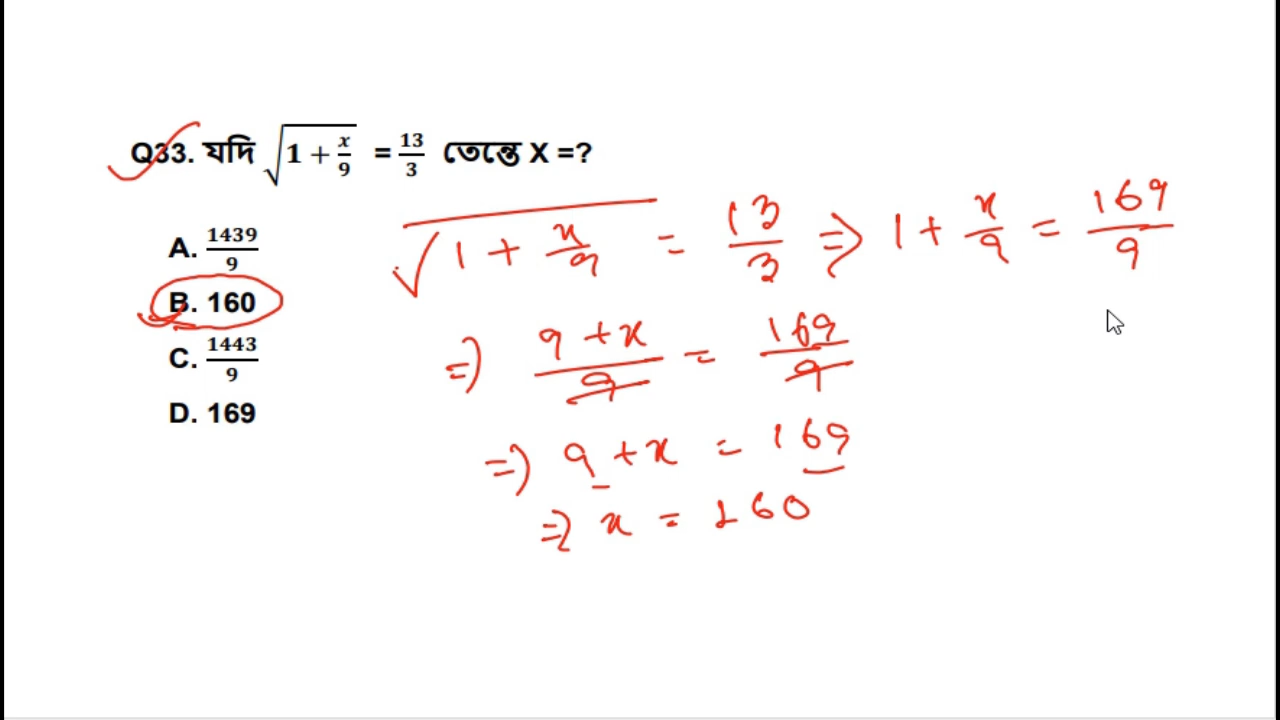 Q33. যদি √(1 + x/9) = 13/3 তেন্তে X =?
A. 1439/9
B. 160
C. 1443/9
D. 169
√(1 + x/9) = 13/3 ⇒ 1 + x/9 = 169/9
⇒ (9 + x)/9 = 169/9
⇒ 9 + x = 169
⇒ x = 160